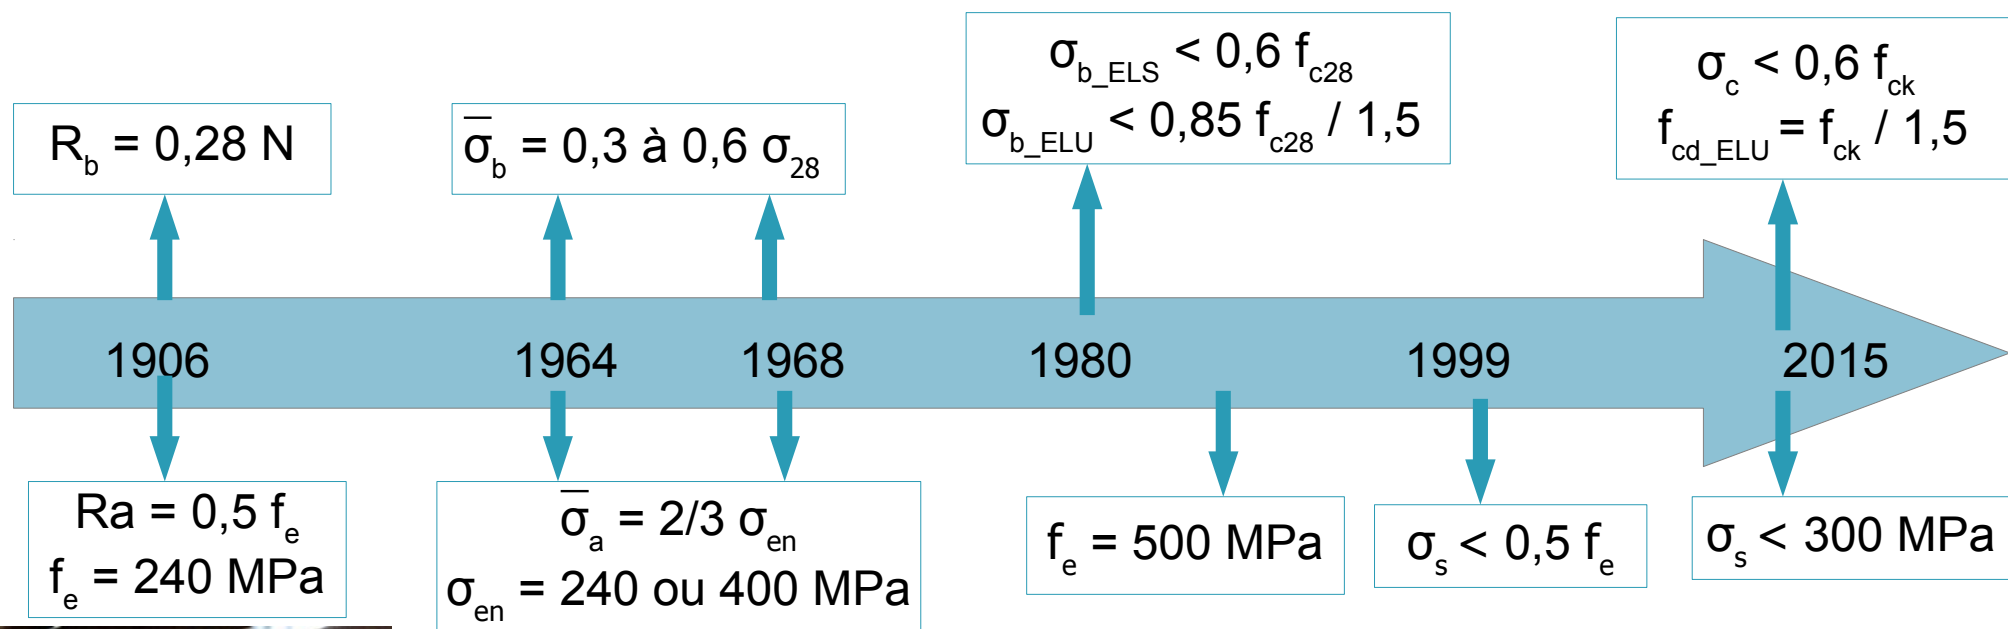 R_b = 0,28 N
σ̅_b = 0,3 à 0,6 σ_28
σ_b_ELS < 0,6 f_c28
σ_b_ELU < 0,85 f_c28 / 1,5
σ_c < 0,6 f_ck
f_cd_ELU = f_ck / 1,5
1906 1964 1968 1980 1999 2015
Ra = 0,5 f_e
f_e = 240 MPa
σ̅_a = 2/3 σ_en
σ_en = 240 ou 400 MPa
f_e = 500 MPa
σ_s < 0,5 f_e
σ_s < 300 MPa